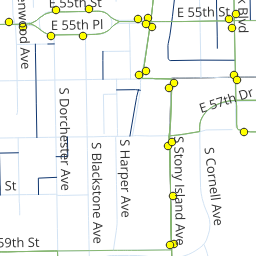 E 55th St
E 55th St
E 55th Pl
E 57th Dr
S Dorchester Ave
S Blackstone Ave
S Harper Ave
S Stony Island Ave
S Cornell Ave
St
59th St